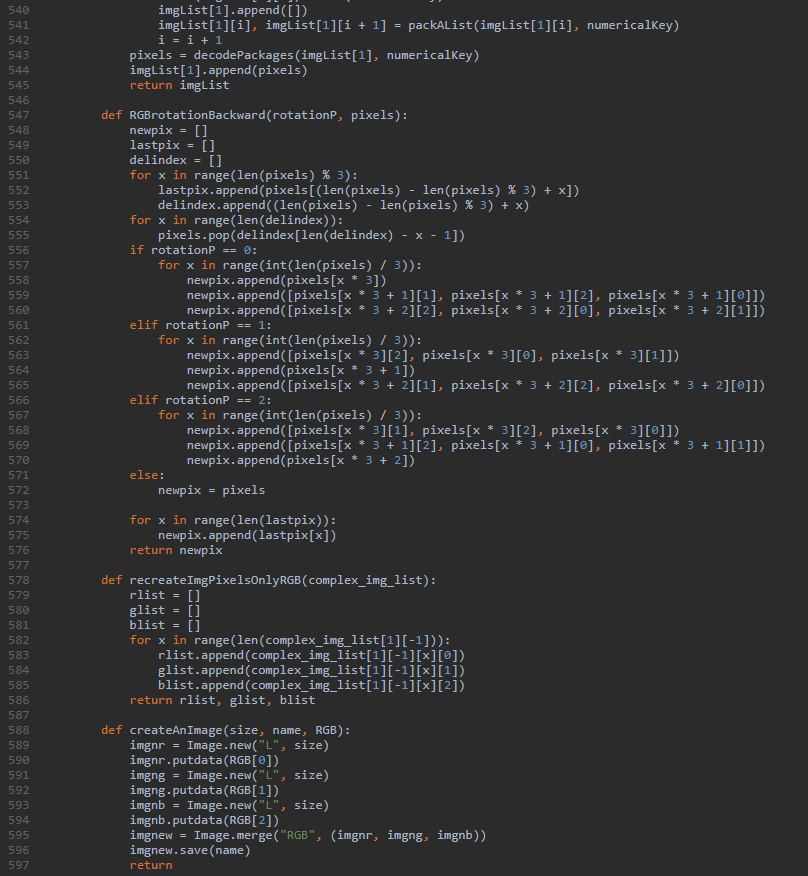 540 imgList[1].append([])
541 imgList[1][i], imgList[1][i + 1] = packAList(imgList[1][i], numericalKey)
542 i = i + 1
543 pixels = decodePackages(imgList[1], numericalKey)
544 imgList[1].append(pixels)
545 return imgList
546
547 def RGBrotationBackward(rotationP, pixels):
548 newpix = []
549 lastpix = []
550 delindex = []
551 for x in range(len(pixels) % 3):
552 lastpix.append(pixels[(len(pixels) - len(pixels) % 3) + x])
553 delindex.append((len(pixels) - len(pixels) % 3) + x)
554 for x in range(len(delindex)):
555 pixels.pop(delindex[len(delindex) - x - 1])
556 if rotationP == 0:
557 for x in range(int(len(pixels) / 3)):
558 newpix.append(pixels[x * 3])
559 newpix.append([pixels[x * 3 + 1][1], pixels[x * 3 + 1][2], pixels[x * 3 + 1][0]])
560 newpix.append([pixels[x * 3 + 2][2], pixels[x * 3 + 2][0], pixels[x * 3 + 2][1]])
561 elif rotationP == 1:
562 for x in range(int(len(pixels) / 3)):
563 newpix.append([pixels[x * 3][2], pixels[x * 3][0], pixels[x * 3][1]])
564 newpix.append(pixels[x * 3 + 1])
565 newpix.append([pixels[x * 3 + 2][1], pixels[x * 3 + 2][2], pixels[x * 3 + 2][0]])
566 elif rotationP == 2:
567 for x in range(int(len(pixels) / 3)):
568 newpix.append([pixels[x * 3][1], pixels[x * 3][2], pixels[x * 3][0]])
569 newpix.append([pixels[x * 3 + 1][2], pixels[x * 3 + 1][0], pixels[x * 3 + 1][1]])
570 newpix.append(pixels[x * 3 + 2])
571 else:
572 newpix = pixels
573
574 for x in range(len(lastpix)):
575 newpix.append(lastpix[x])
576 return newpix
577
578 def recreateImgPixelsOnlyRGB(complex_img_list):
579 rlist = []
580 glist = []
581 blist = []
582 for x in range(len(complex_img_list[1][-1])):
583 rlist.append(complex_img_list[1][-1][x][0])
584 glist.append(complex_img_list[1][-1][x][1])
585 blist.append(complex_img_list[1][-1][x][2])
586 return rlist, glist, blist
587
588 def createAnImage(size, name, RGB):
589 imgnr = Image.new("L", size)
590 imgnr.putdata(RGB[0])
591 imgng = Image.new("L", size)
592 imgng.putdata(RGB[1])
593 imgnb = Image.new("L", size)
594 imgnb.putdata(RGB[2])
595 imgnew = Image.merge("RGB", (imgnr, imgng, imgnb))
596 imgnew.save(name)
597 return